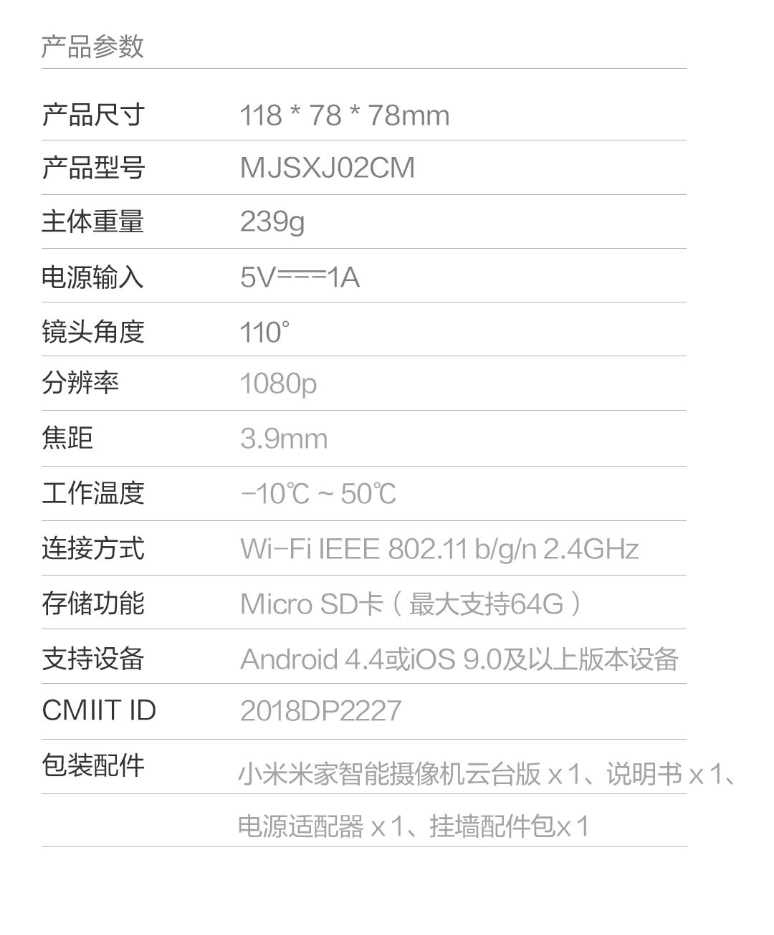 产品参数
产品尺寸 118 * 78 * 78mm
产品型号 MJSXJ02CM
主体重量 239g
电源输入 5V⎓1A
镜头角度 110°
分辨率 1080p
焦距 3.9mm
工作温度 -10℃ ~ 50℃
连接方式 Wi-Fi IEEE 802.11 b/g/n 2.4GHz
存储功能 Micro SD卡（最大支持64G）
支持设备 Android 4.4或iOS 9.0及以上版本设备
CMIIT ID 2018DP2227
包装配件 小米米家智能摄像机云台版 x 1、说明书 x 1、
电源适配器 x 1、挂墙配件包x 1